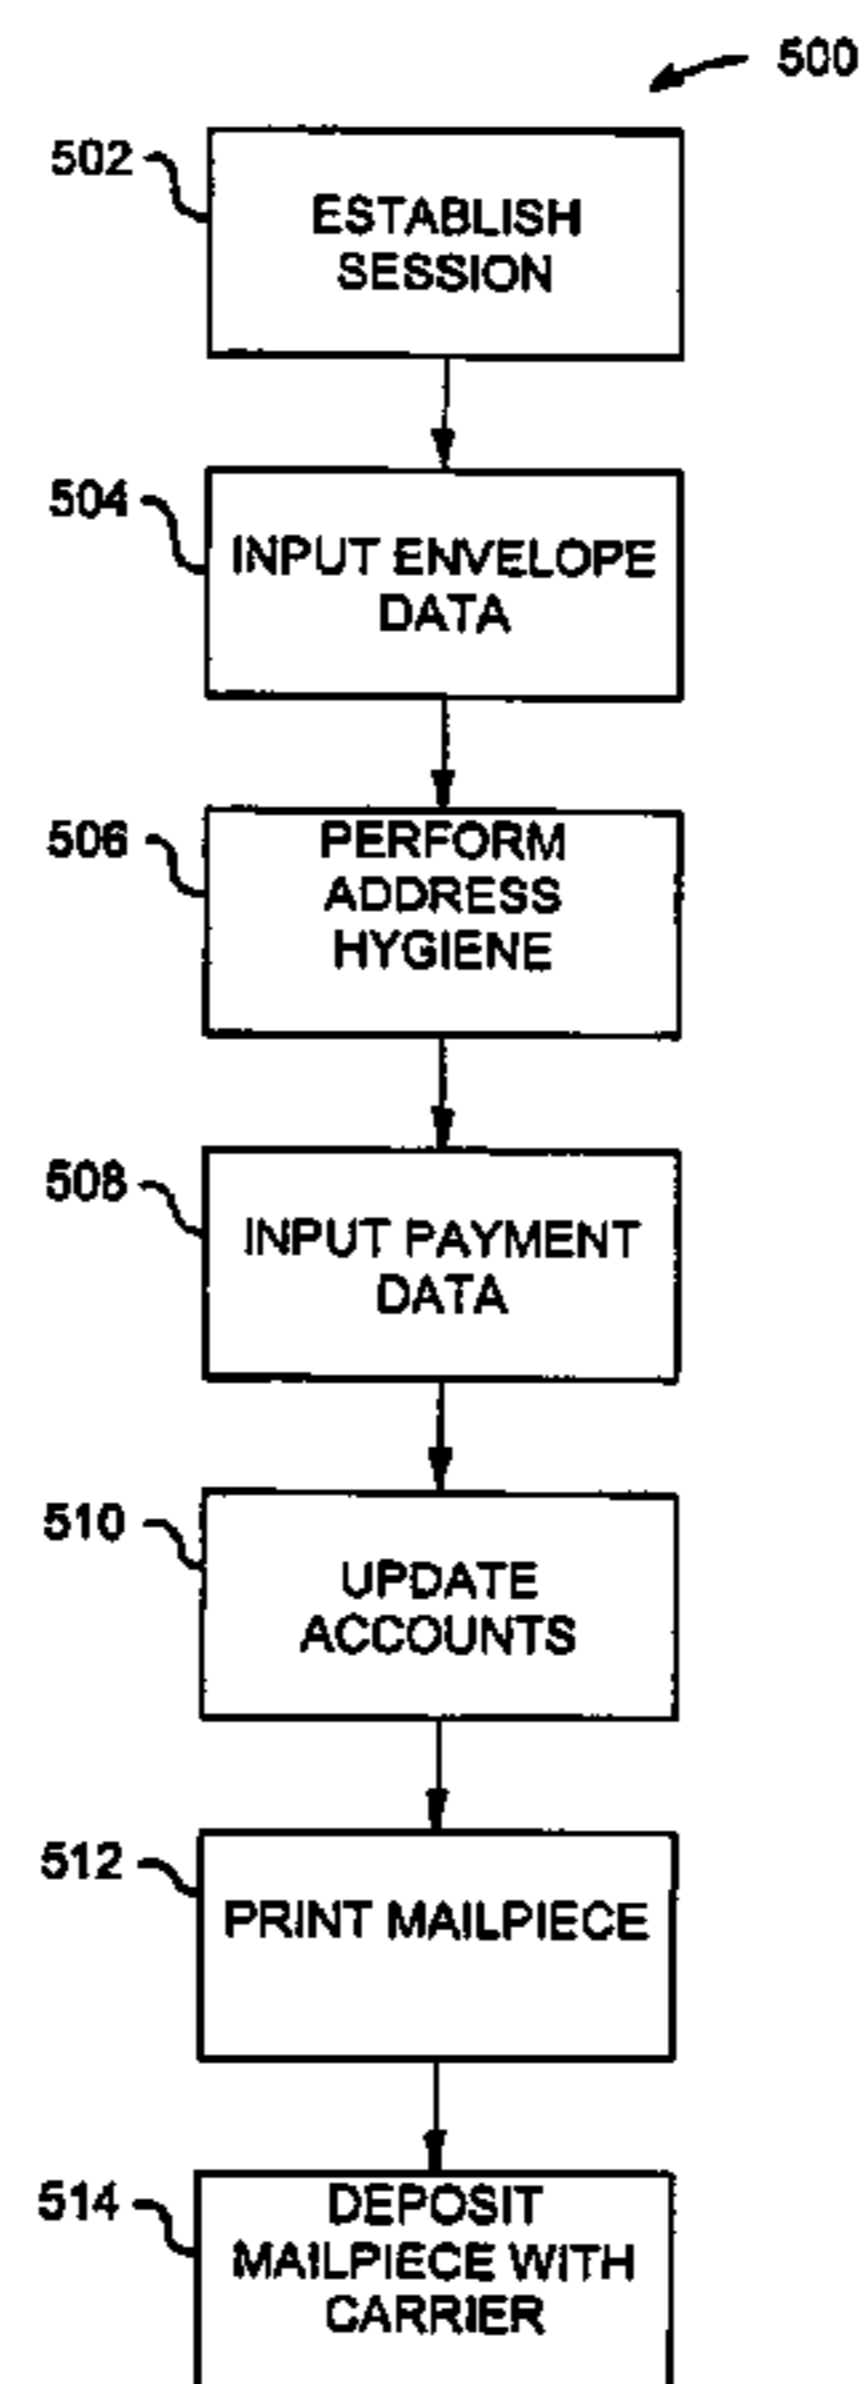 500
502
ESTABLISH
SESSION
504
INPUT ENVELOPE
DATA
506
PERFORM
ADDRESS
HYGIENE
508
INPUT PAYMENT
DATA
510
UPDATE
ACCOUNTS
512
PRINT MAILPIECE
514
DEPOSIT
MAILPIECE WITH
CARRIER